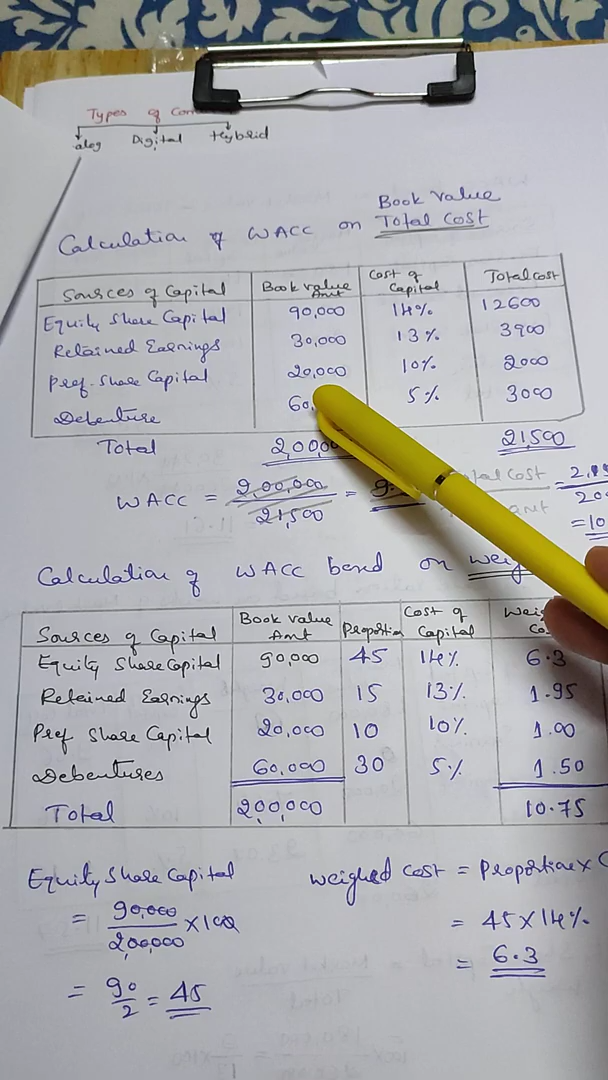 Types of
Digital Hybrid
Calculation of WACC on Book Value
Total Cost
Sources of Capital Book Value Amt Cost of Capital Total cost
Equity Share Capital 90,000 14% 12600
Retained Earnings 30,000 13% 3900
Pref. Share Capital 20,000 10% 2000
Debenture 5% 3000
Total 21,500
WACC = 2,00,000 / 21,500 =
Calculation of WACC based on
Sources of Capital Book Value Amt Proportion Cost of Capital
Equity Share Capital 90,000 45 14% 6.3
Retained Earnings 30,000 15 13% 1.95
Pref Share Capital 20,000 10 10% 1.00
Debentures 60,000 30 5% 1.50
Total 200,000 10.75
Equity Share Capital
= 90,000 / 200,000 × 100
= 90 / 2 = 45
Weighed Cost = Proportion ×
= 45 × 14%
= 6.3